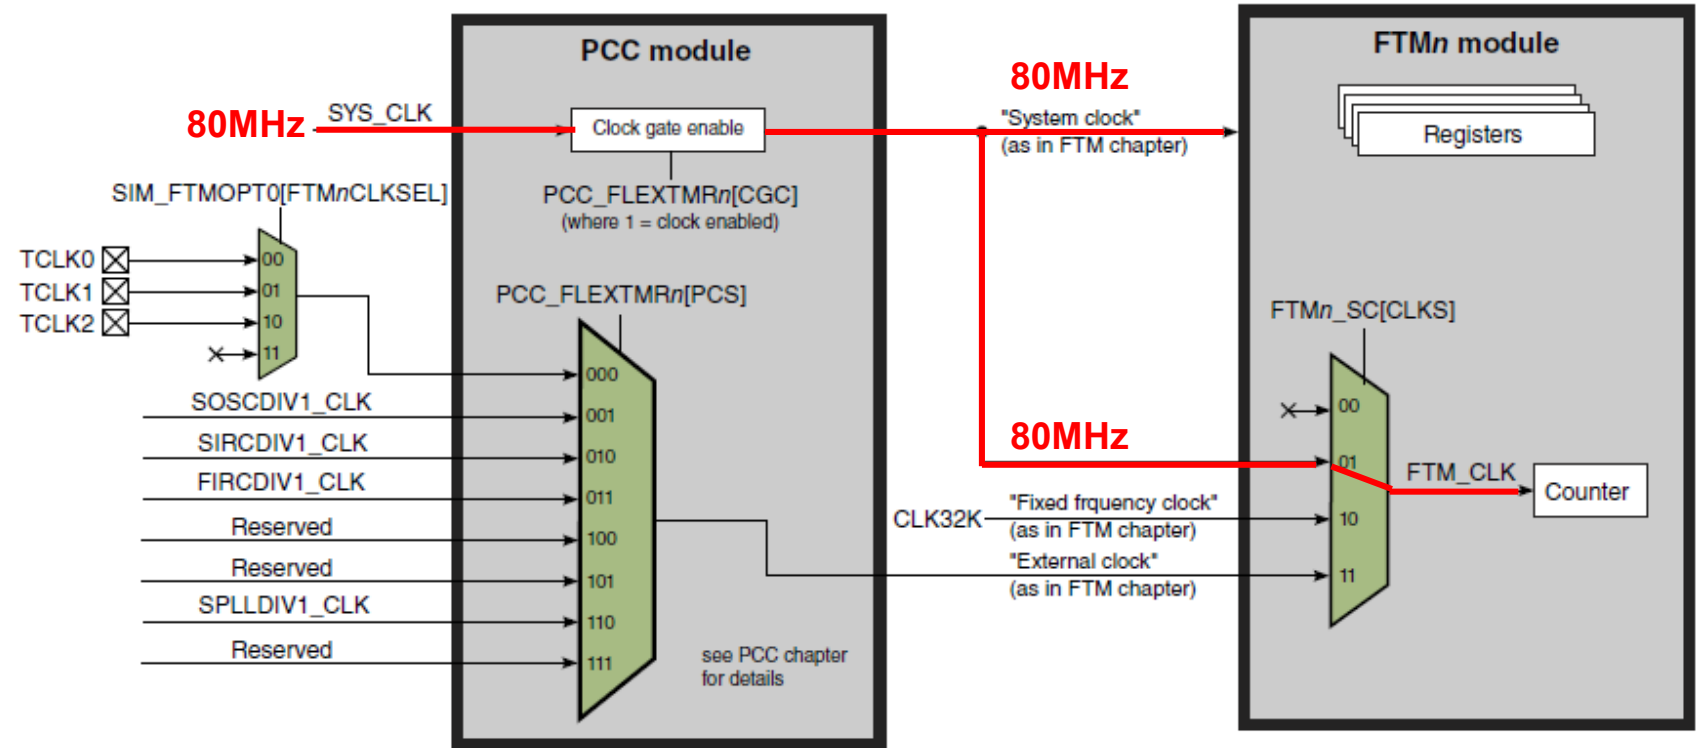 PCC module
FTMn module
80MHz
SYS_CLK
Clock gate enable
PCC_FLEXTMRn[CGC]
(where 1 = clock enabled)
80MHz
"System clock"
(as in FTM chapter)
Registers
SIM_FTMOPT0[FTMnCLKSEL]
TCLK0
TCLK1
TCLK2
00
01
10
11
PCC_FLEXTMRn[PCS]
SOSCDIV1_CLK
SIRCDIV1_CLK
FIRCDIV1_CLK
Reserved
Reserved
SPLLDIV1_CLK
Reserved
000
001
010
011
100
101
110
111
see PCC chapter
for details
80MHz
CLK32K
"Fixed frquency clock"
(as in FTM chapter)
"External clock"
(as in FTM chapter)
FTMn_SC[CLKS]
00
01
10
11
FTM_CLK
Counter